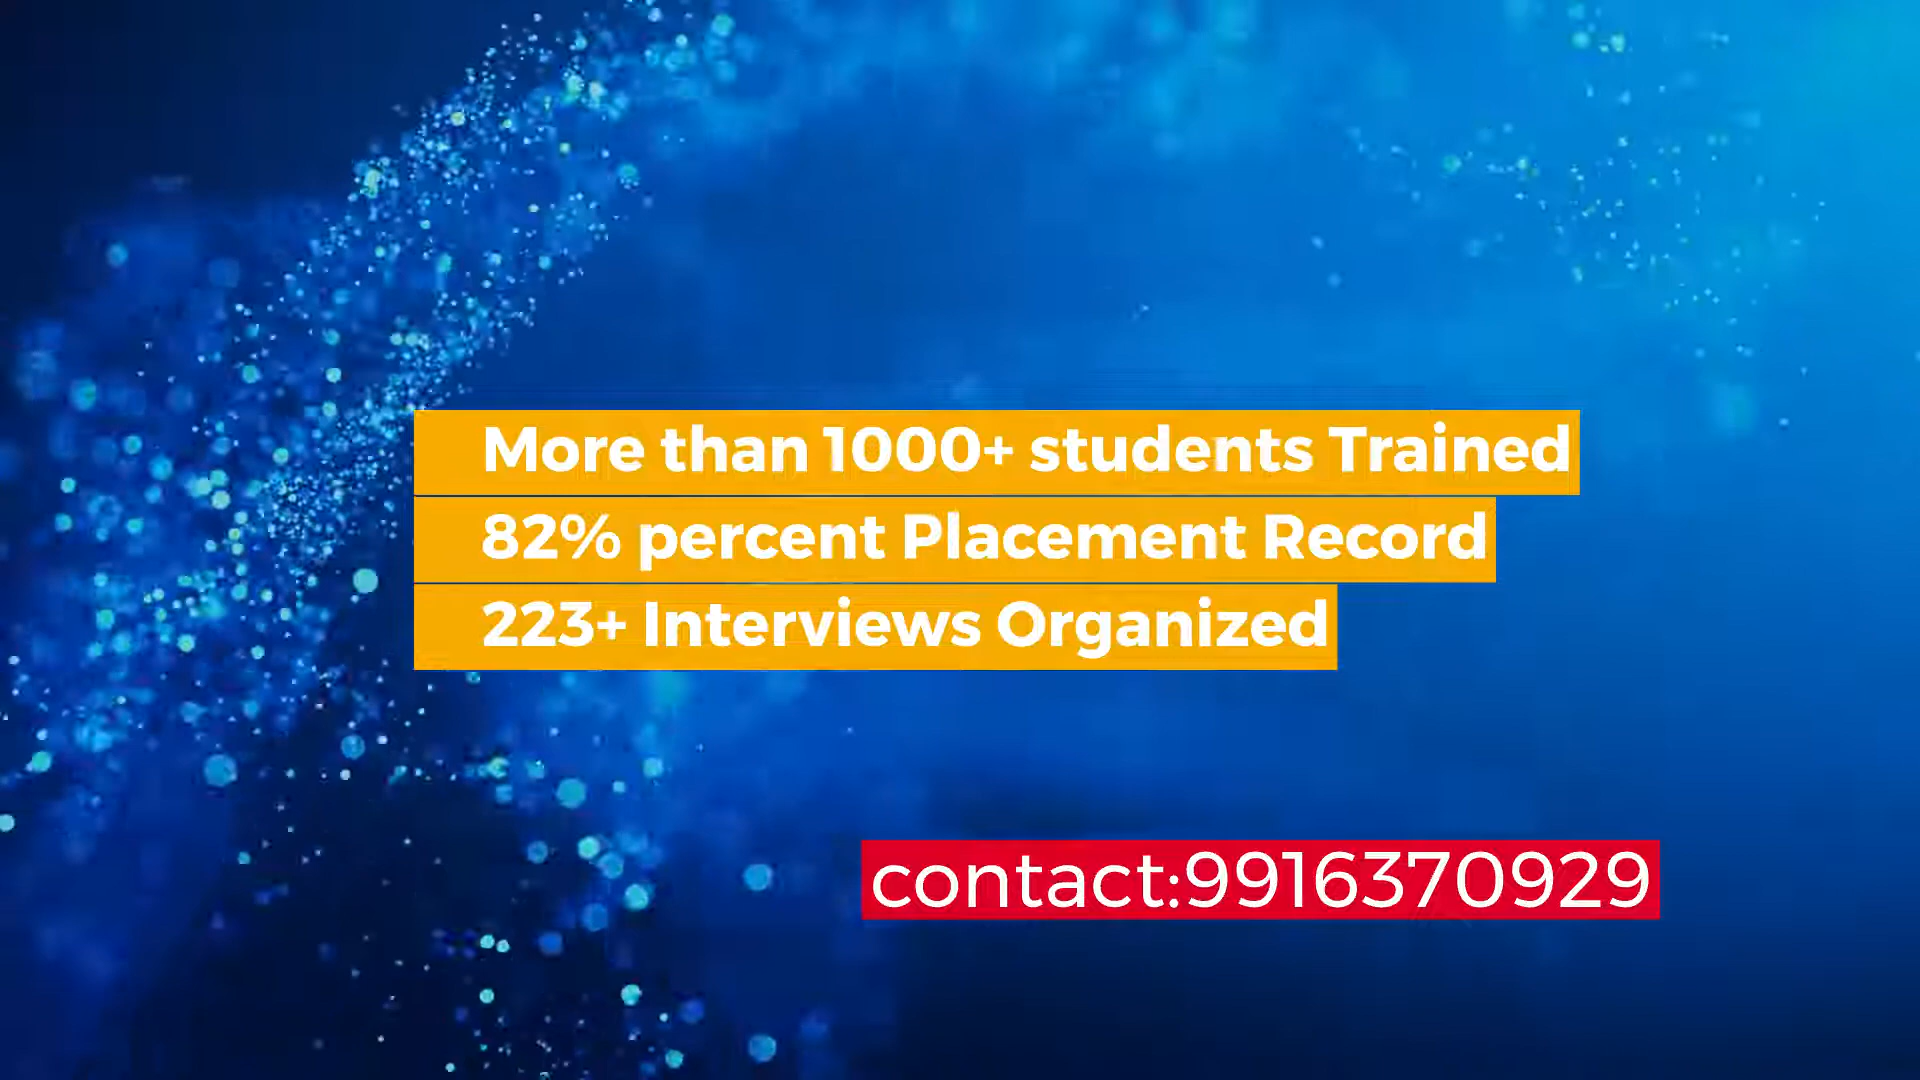 More than 1000+ students Trained
82% percent Placement Record
223+ Interviews Organized
contact:9916370929